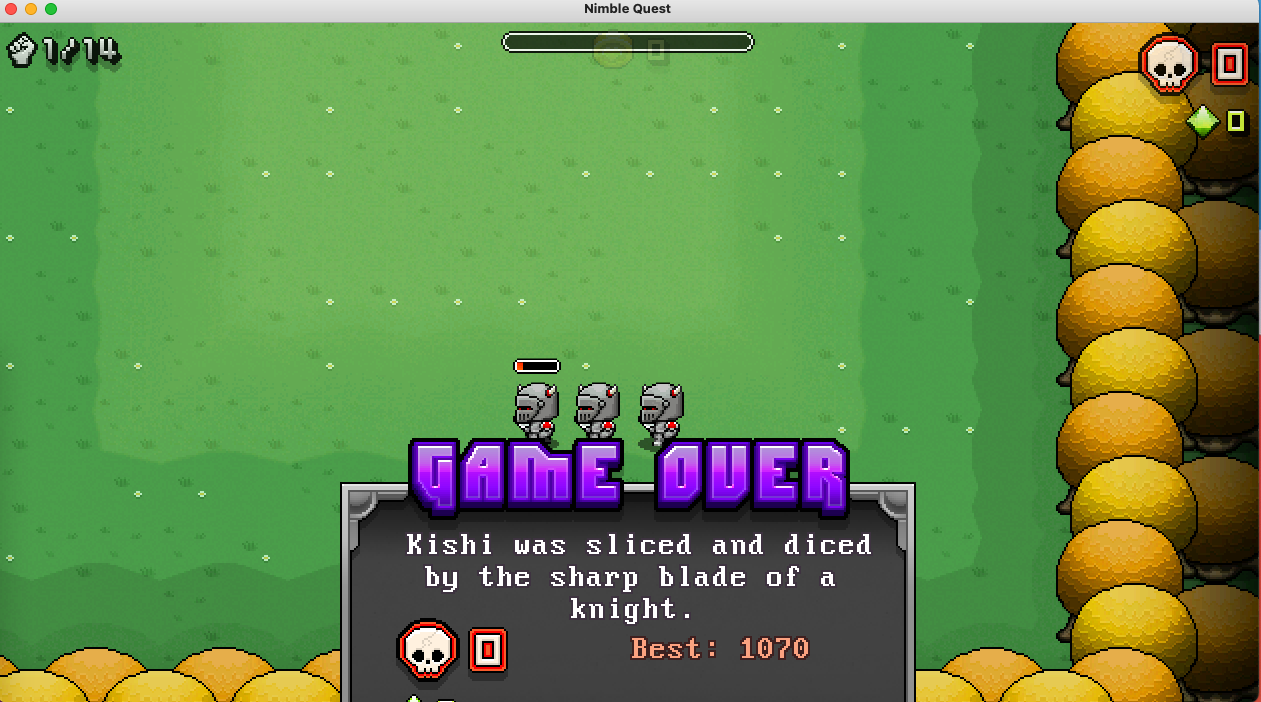 Nimble Quest
1/14
0
0
0
GAME OVER
Kishi was sliced and diced
by the sharp blade of a
knight.
0
Best: 1070